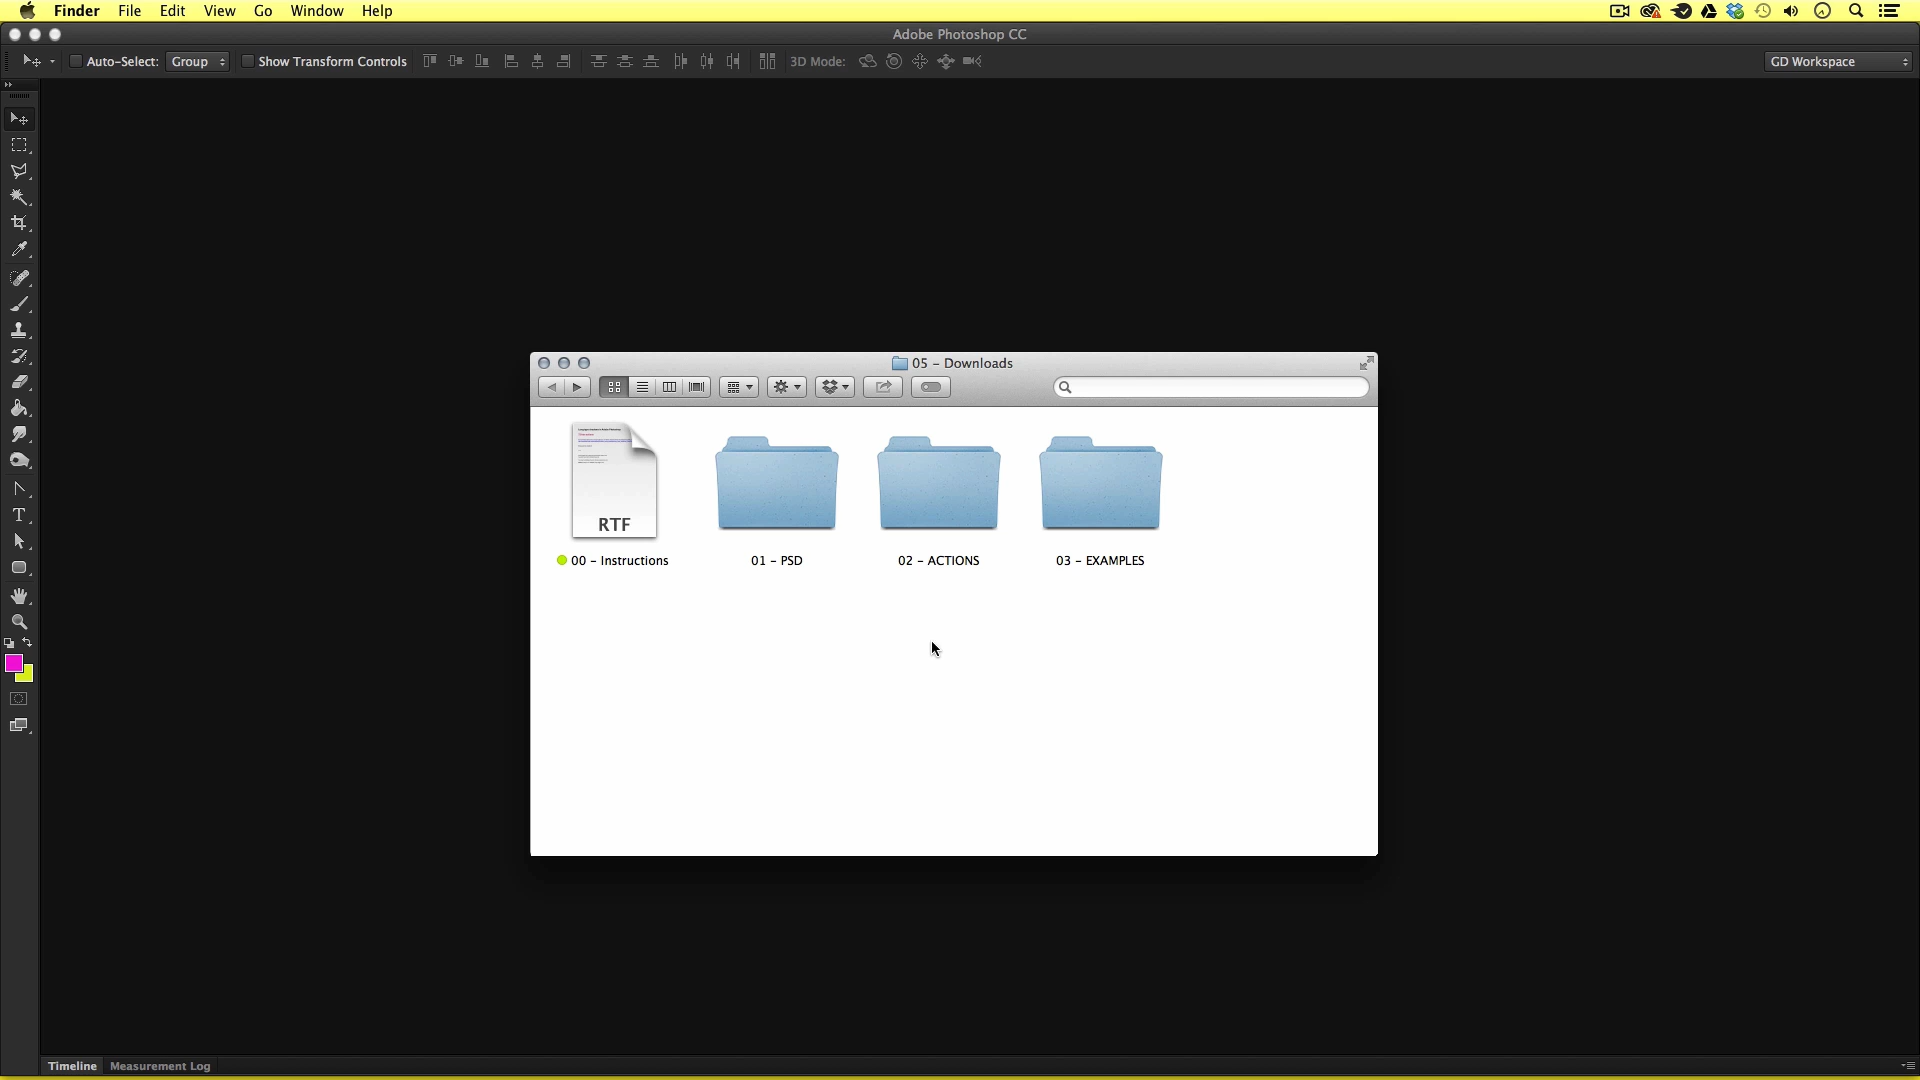 Finder File Edit View Go Window Help
Adobe Photoshop CC
Auto-Select: Group Show Transform Controls 3D Mode: GD Workspace
05 – Downloads
RTF
00 – Instructions 01 – PSD 02 – ACTIONS 03 – EXAMPLES
T
Timeline Measurement Log